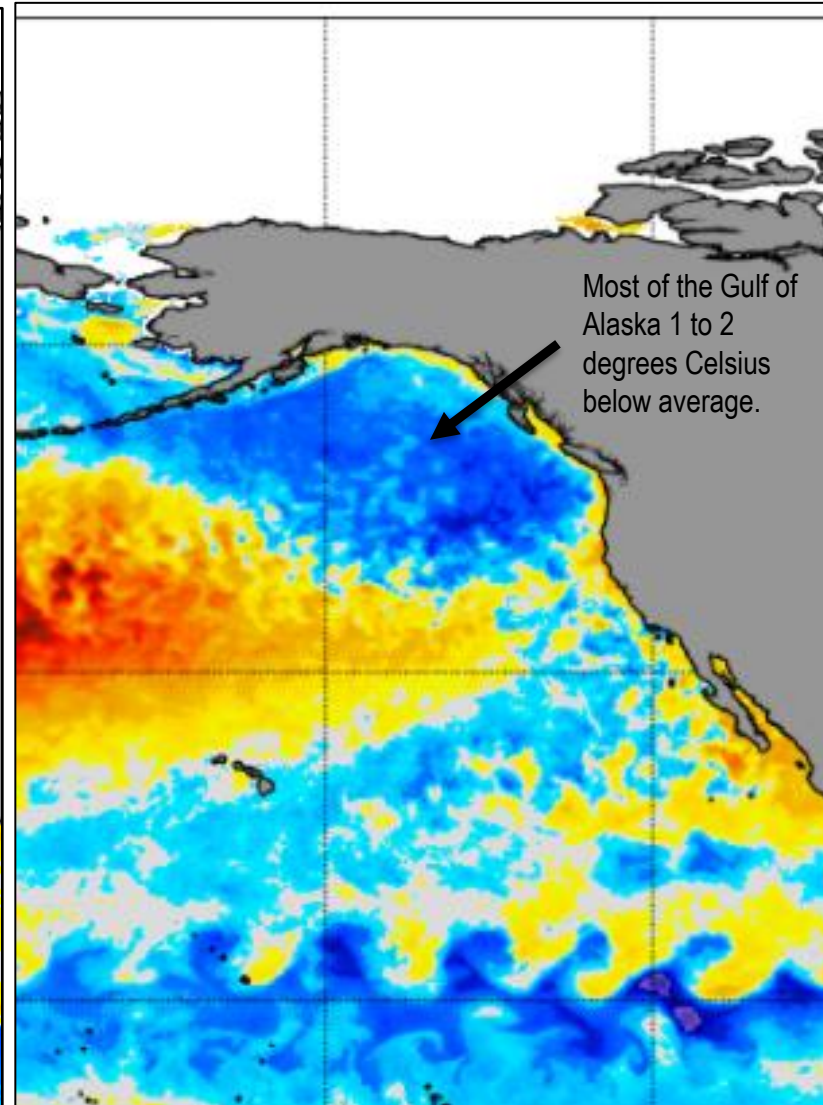 Most of the Gulf of
Alaska 1 to 2
degrees Celsius
below average.